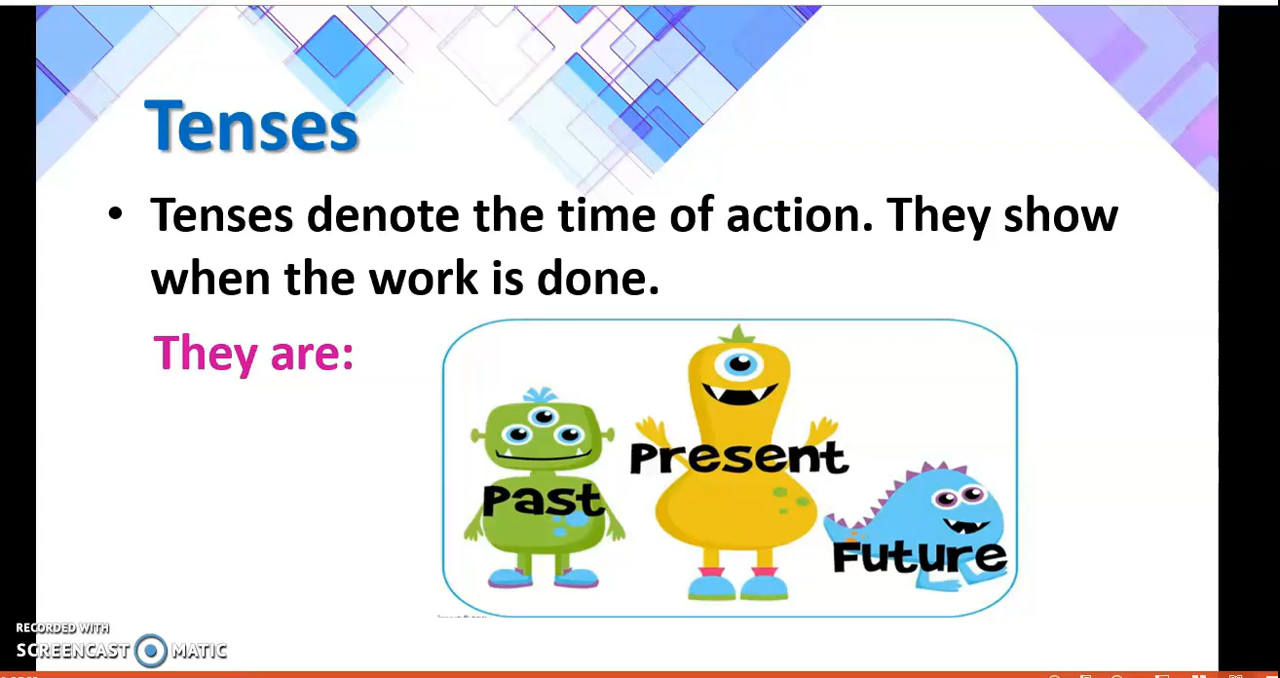 Tenses
• Tenses denote the time of action. They show
when the work is done.
They are:
Past
Present
Future
RECORDED WITH
SCREENCAST MATIC